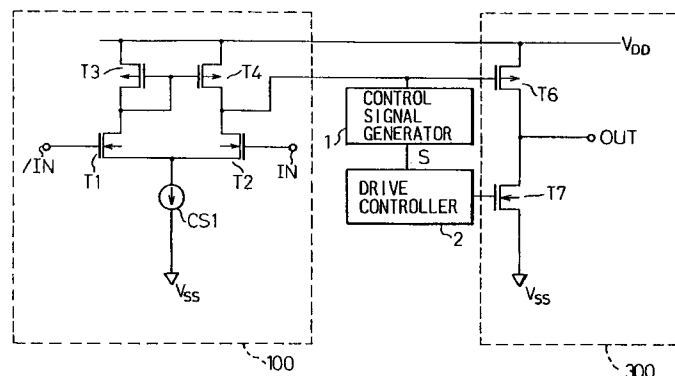 V_DD
T3
T4
T6
CONTROL
SIGNAL
GENERATOR
1
OUT
/IN
T1
T2
IN
S
DRIVE
CONTROLLER
2
T7
CS1
V_SS
V_SS
100
300